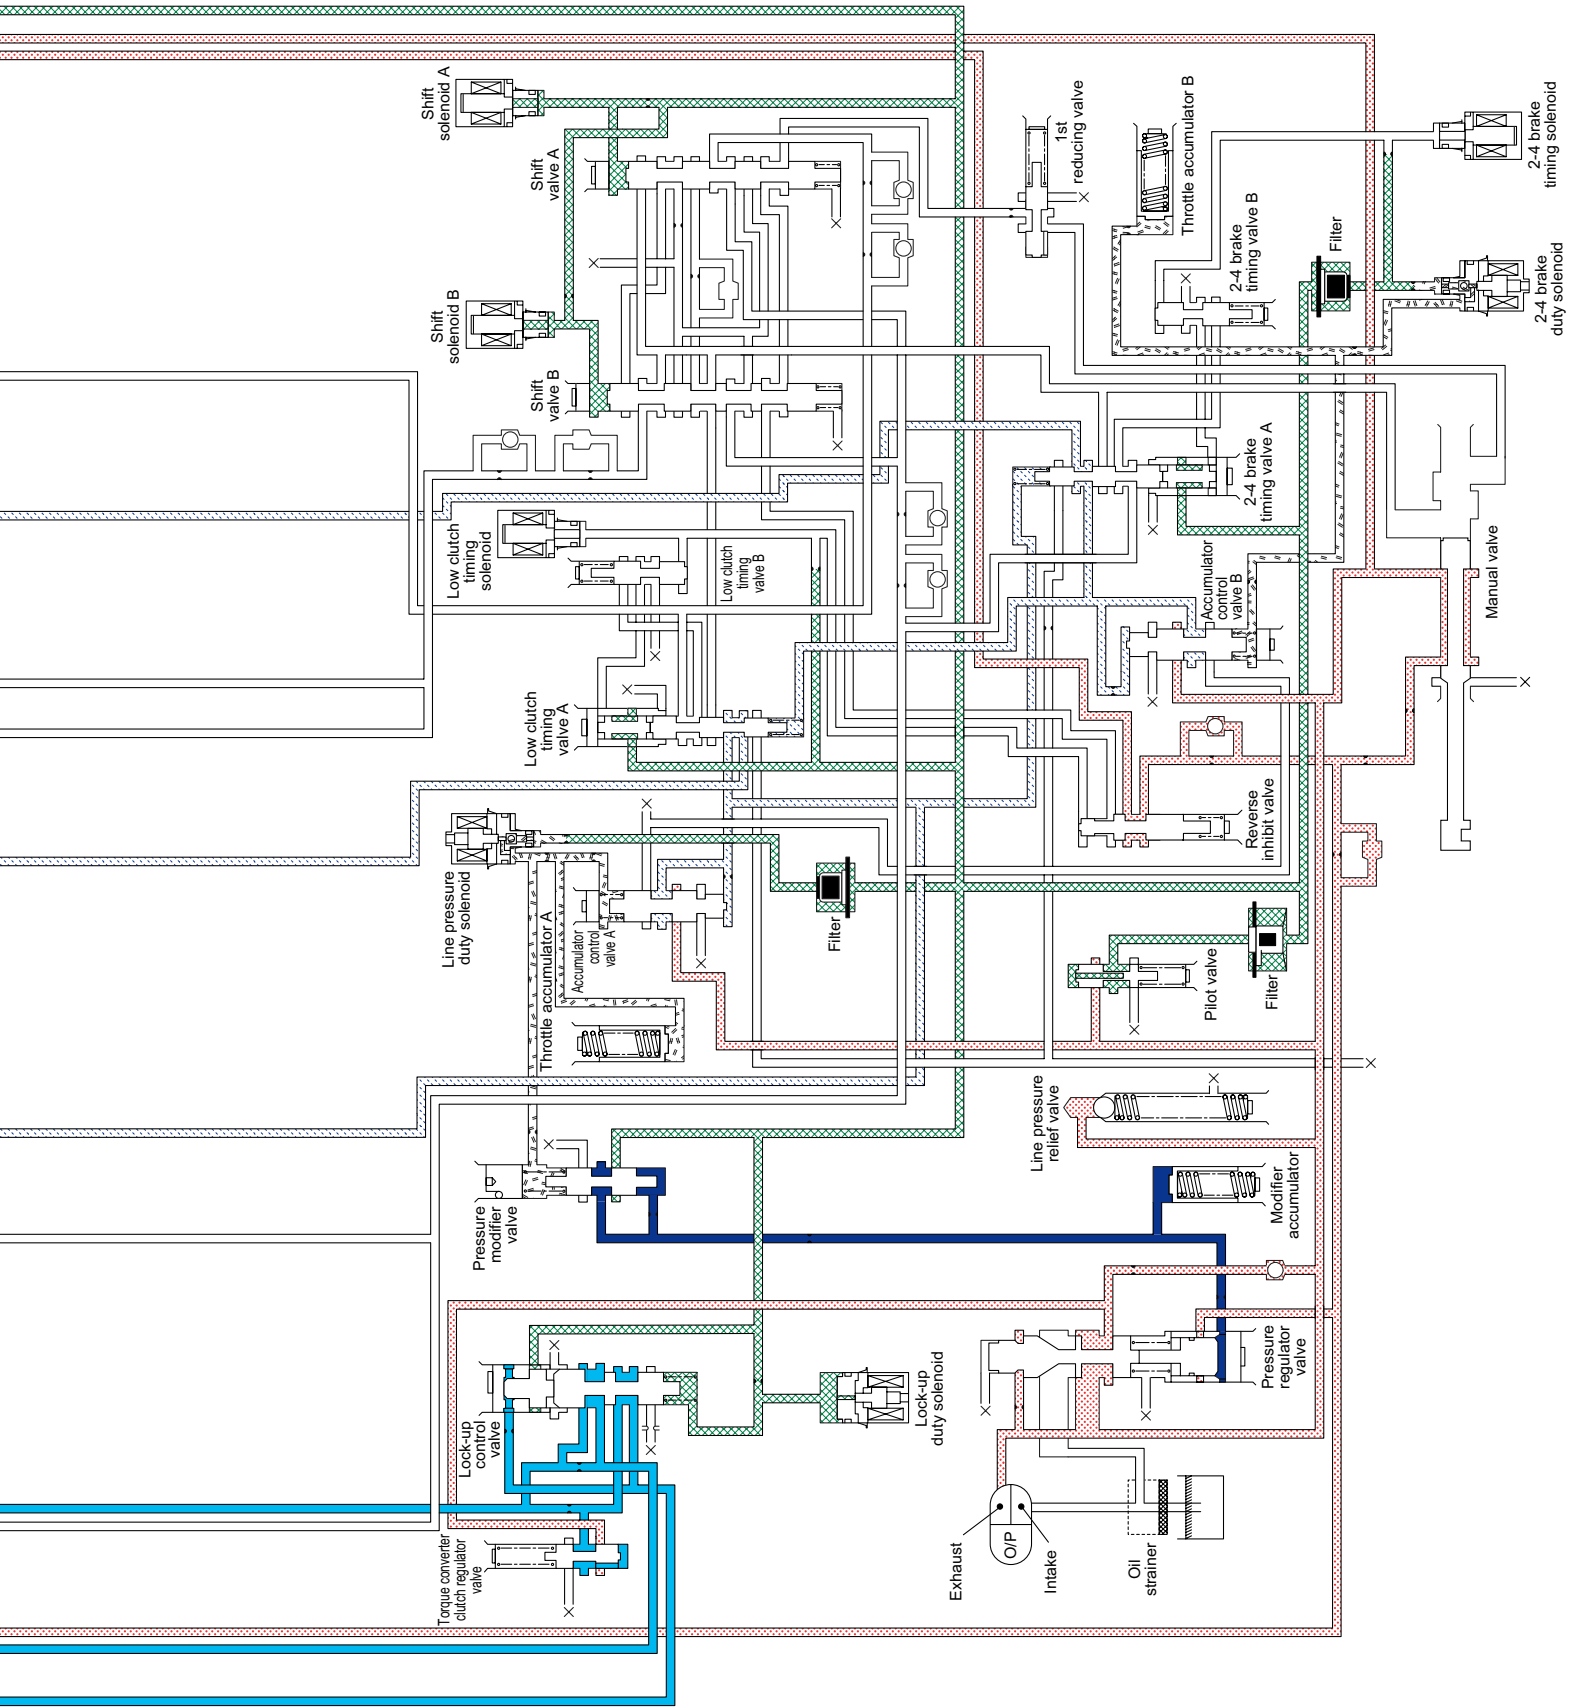 Shift
solenoid A
Shift
valve A
Shift
solenoid B
Shift
valve B
Low clutch
timing
solenoid
Low clutch
timing
valve B
Low clutch
timing
valve A
Line pressure
duty solenoid
Throttle accumulator A
Accumulator
control
valve A
Pressure
modifier
valve
Lock-up
control
valve
Torque converter
clutch regulator
valve
Filter
Lock-up
duty solenoid
1st
reducing valve
Throttle accumulator B
2-4 brake
timing valve B
Filter
2-4 brake
timing solenoid
2-4 brake
duty solenoid
2-4 brake
timing valve A
Accumulator
control
valve B
Manual valve
Reverse
inhibit valve
Pilot valve
Filter
Line pressure
relief valve
Modifier
accumulator
Pressure
regulator
valve
Exhaust
O/P
Intake
Oil
strainer